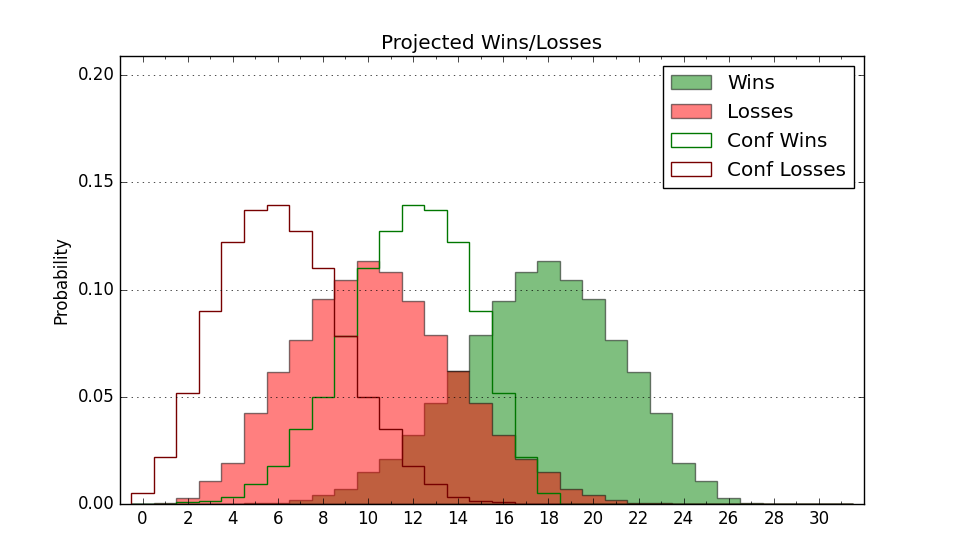 Projected Wins/Losses
Wins
Losses
Conf Wins
Conf Losses
Probability
0.20
0.15
0.10
0.05
0.00
0 2 4 6 8 10 12 14 16 18 20 22 24 26 28 30